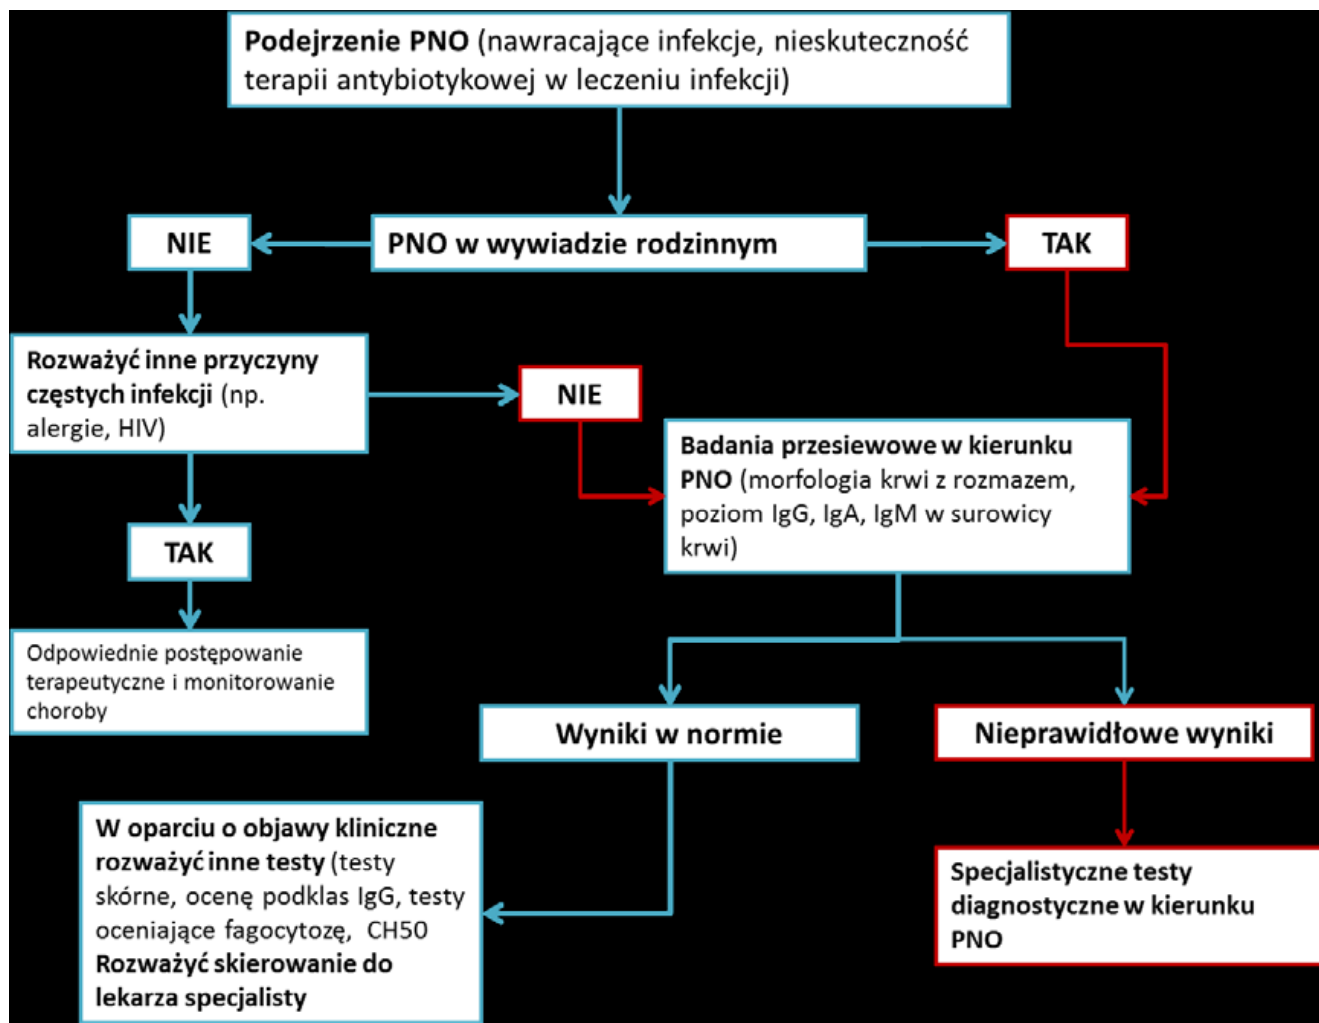 Podejrzenie PNO (nawracające infekcje, nieskuteczność
terapii antybiotykowej w leczeniu infekcji)
NIE
PNO w wywiadzie rodzinnym
TAK
Rozważyć inne przyczyny
częstych infekcji (np.
alergie, HIV)
NIE
Badania przesiewowe w kierunku
PNO (morfologia krwi z rozmazem,
poziom IgG, IgA, IgM w surowicy
krwi)
TAK
Odpowiednie postępowanie
terapeutyczne i monitorowanie
choroby
Wyniki w normie
Nieprawidłowe wyniki
W oparciu o objawy kliniczne
rozważyć inne testy (testy
skórne, ocenę podklas IgG, testy
oceniające fagocytozę, CH50
Rozważyć skierowanie do
lekarza specjalisty
Specjalistyczne testy
diagnostyczne w kierunku
PNO